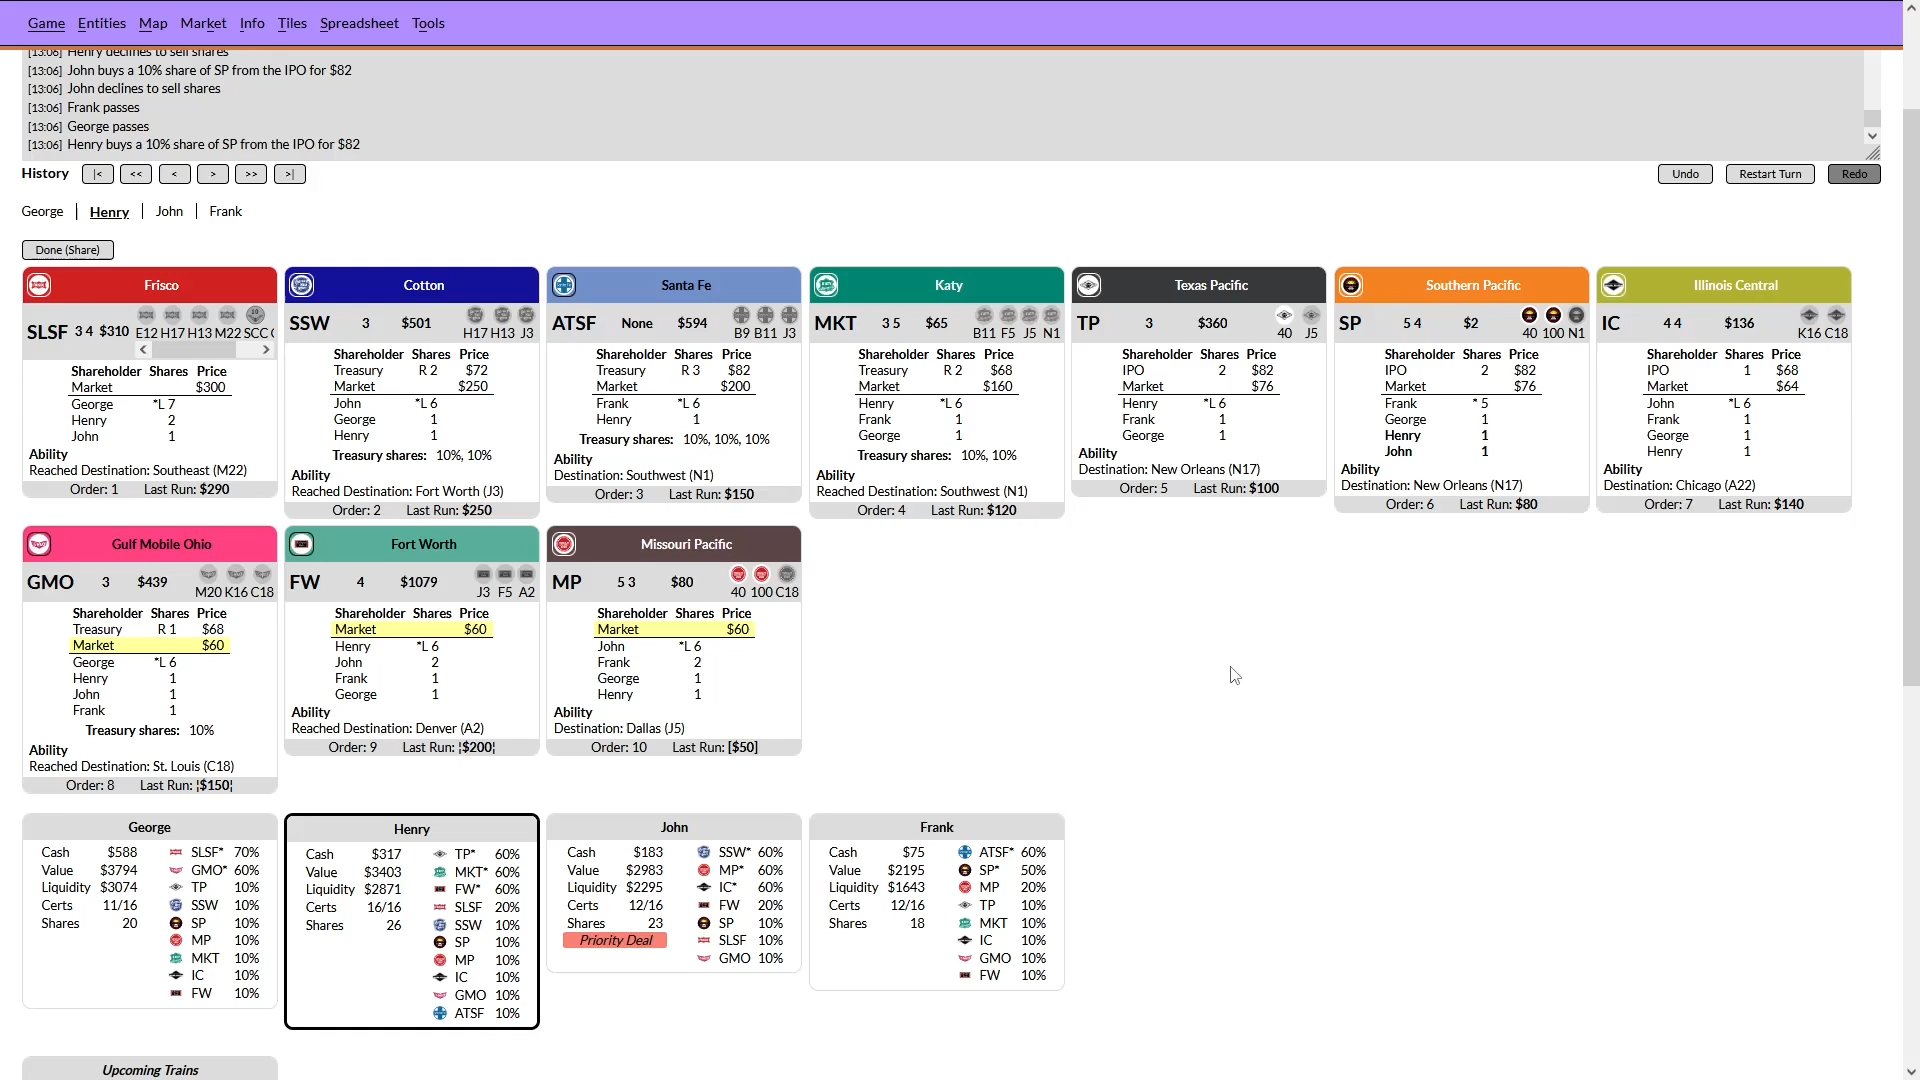 Game Entities Map Market Info Tiles Spreadsheet Tools
[13:06] Henry declines to sell shares
[13:06] John buys a 10% share of SP from the IPO for $82
[13:06] John declines to sell shares
[13:06] Frank passes
[13:06] George passes
[13:06] Henry buys a 10% share of SP from the IPO for $82
History |< << < > >> >| Undo Restart Turn Redo
George Henry John Frank
Done (Share)
Frisco
SLSF 3 4 $310 E12 H17 H13 M22 SCC
Shareholder Shares Price
Market $300
George *L 7
Henry 2
John 1
Ability
Reached Destination: Southeast (M22)
Order: 1 Last Run: $290
Cotton
SSW 3 $501 H17 H13 J3
Shareholder Shares Price
Treasury R 2 $72
Market $250
John *L 6
George 1
Henry 1
Treasury shares: 10%, 10%
Ability
Reached Destination: Fort Worth (J3)
Order: 2 Last Run: $250
Santa Fe
ATSF None $594 B9 B11 J3
Shareholder Shares Price
Treasury R 3 $82
Market $200
Frank *L 6
Henry 1
Treasury shares: 10%, 10%, 10%
Ability
Destination: Southwest (N1)
Order: 3 Last Run: $150
Katy
MKT 3 5 $65 B11 F5 J5 N1
Shareholder Shares Price
Treasury R 2 $68
Market $160
Henry *L 6
Frank 1
George 1
Treasury shares: 10%, 10%
Ability
Reached Destination: Southwest (N1)
Order: 4 Last Run: $120
Texas Pacific
TP 3 $360 40 J5
Shareholder Shares Price
IPO 2 $82
Market $76
Henry *L 6
Frank 1
George 1
Ability
Destination: New Orleans (N17)
Order: 5 Last Run: $100
Southern Pacific
SP 5 4 $2 40 100 N1
Shareholder Shares Price
IPO 2 $82
Market $76
Frank * 5
George 1
Henry 1
John 1
Ability
Destination: New Orleans (N17)
Order: 6 Last Run: $80
Illinois Central
IC 4 4 $136 K16 C18
Shareholder Shares Price
IPO 1 $68
Market $64
John *L 6
Frank 1
George 1
Henry 1
Ability
Destination: Chicago (A22)
Order: 7 Last Run: $140
Gulf Mobile Ohio
GMO 3 $439 M20 K16 C18
Shareholder Shares Price
Treasury R 1 $68
Market $60
George *L 6
Henry 1
John 1
Frank 1
Treasury shares: 10%
Ability
Reached Destination: St. Louis (C18)
Order: 8 Last Run: ¦$150¦
Fort Worth
FW 4 $1079 J3 F5 A2
Shareholder Shares Price
Market $60
Henry *L 6
John 2
Frank 1
George 1
Ability
Reached Destination: Denver (A2)
Order: 9 Last Run: ¦$200¦
Missouri Pacific
MP 5 3 $80 40 100 C18
Shareholder Shares Price
Market $60
John *L 6
Frank 2
George 1
Henry 1
Ability
Destination: Dallas (J5)
Order: 10 Last Run: [$50]
George
Cash $588 SLSF* 70%
Value $3794 GMO* 60%
Liquidity $3074 TP 10%
Certs 11/16 SSW 10%
Shares 20 SP 10%
MP 10%
MKT 10%
IC 10%
FW 10%
Henry
Cash $317 TP* 60%
Value $3403 MKT* 60%
Liquidity $2871 FW* 60%
Certs 16/16 SLSF 20%
Shares 26 SSW 10%
SP 10%
MP 10%
IC 10%
GMO 10%
ATSF 10%
John
Cash $183 SSW* 60%
Value $2983 MP* 60%
Liquidity $2295 IC* 60%
Certs 12/16 FW 20%
Shares 23 SP 10%
Priority Deal SLSF 10%
GMO 10%
Frank
Cash $75 ATSF* 60%
Value $2195 SP* 50%
Liquidity $1643 MP 20%
Certs 12/16 TP 10%
Shares 18 MKT 10%
IC 10%
GMO 10%
FW 10%
Upcoming Trains